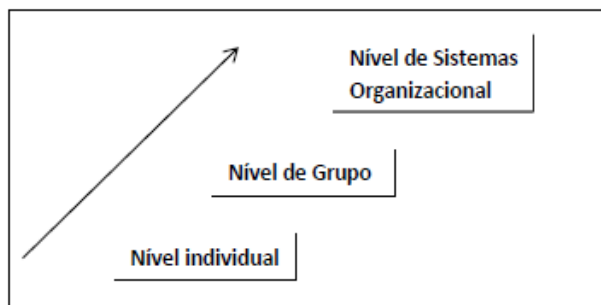 Nível de Sistemas
Organizacional
Nível de Grupo
Nível individual